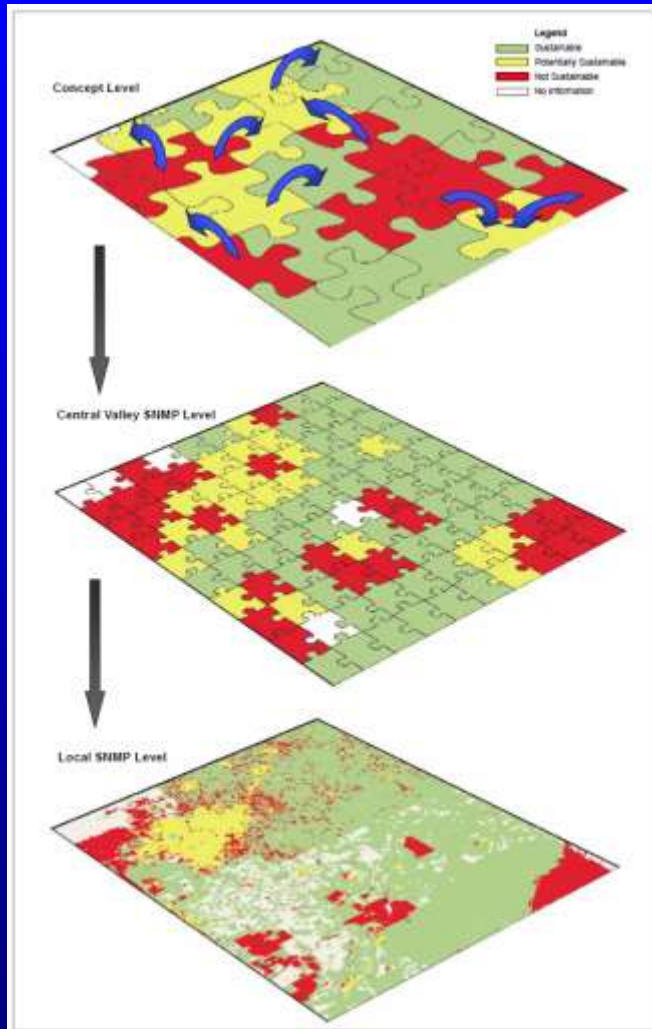 Legend
Sustainable
Potentially Sustainable
Not Sustainable
No information
Concept Level
Central Valley SNMP Level
Local SNMP Level